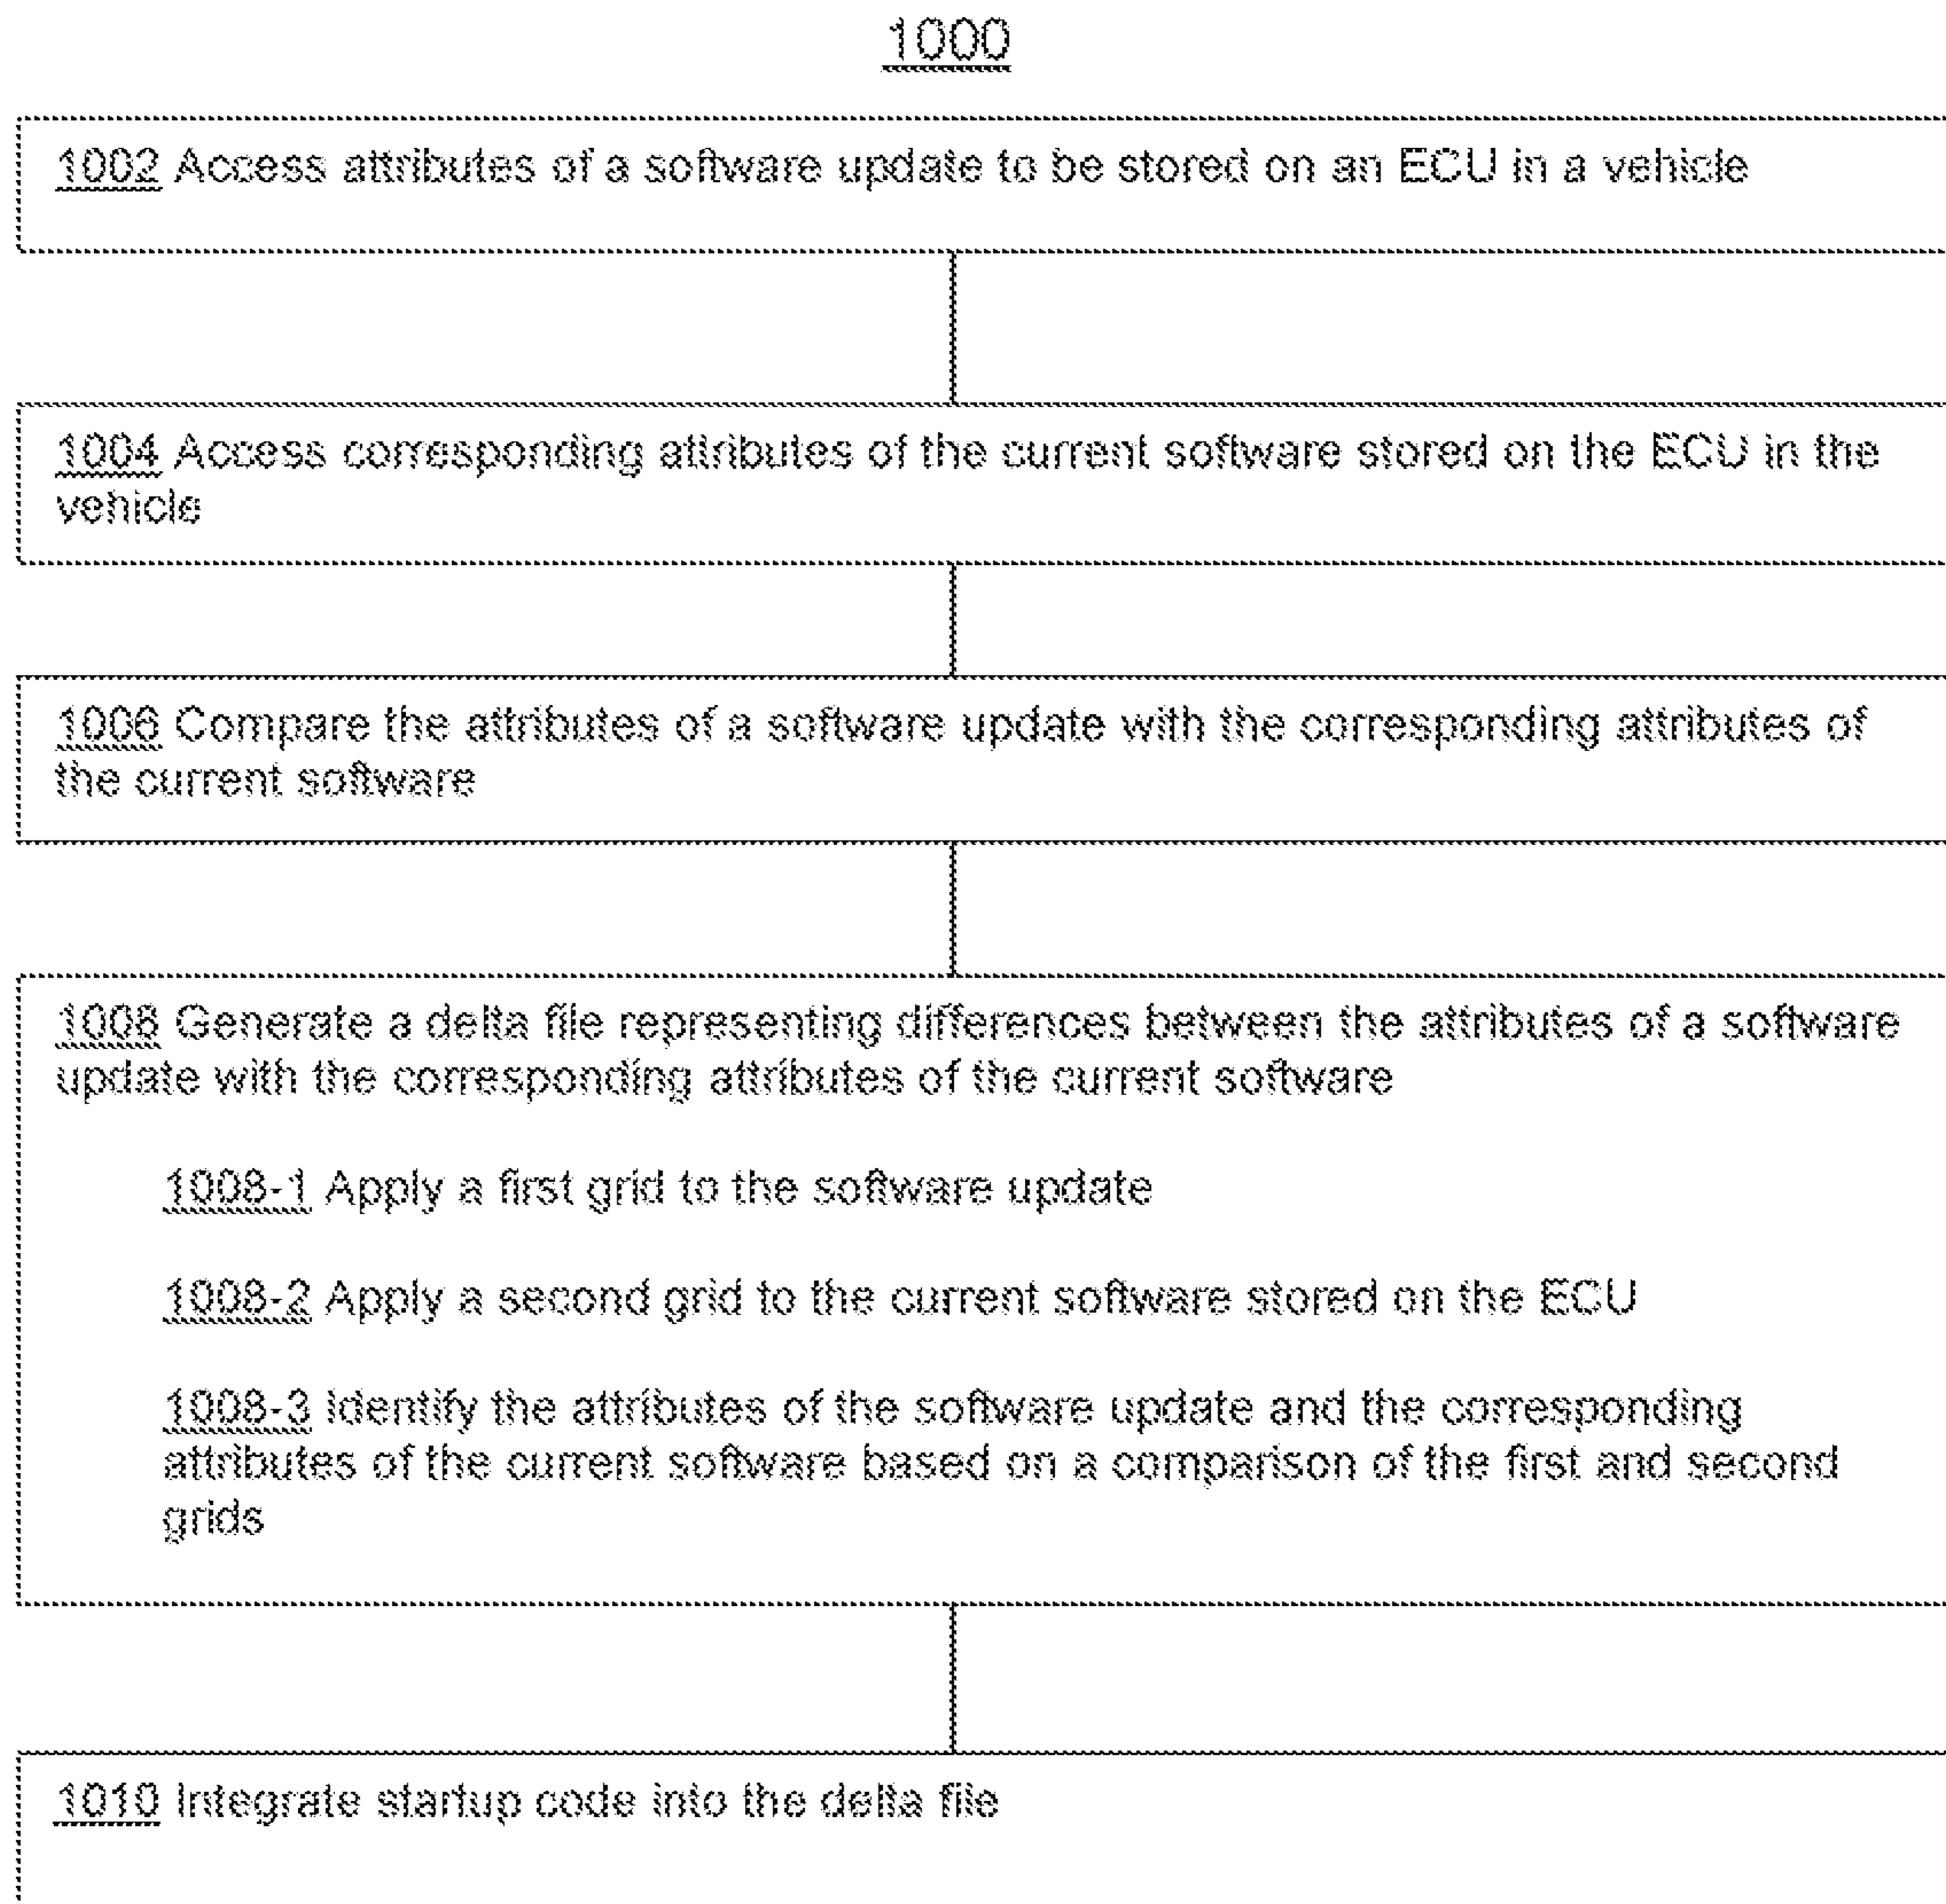 1000
1002 Access attributes of a software update to be stored on an ECU in a vehicle
1004 Access corresponding attributes of the current software stored on the ECU in the
vehicle
1006 Compare the attributes of a software update with the corresponding attributes of
the current software
1008 Generate a delta file representing differences between the attributes of a software
update with the corresponding attributes of the current software
1008-1 Apply a first grid to the software update
1008-2 Apply a second grid to the current software stored on the ECU
1008-3 Identify the attributes of the software update and the corresponding
attributes of the current software based on a comparison of the first and second
grids
1010 Integrate startup code into the delta file